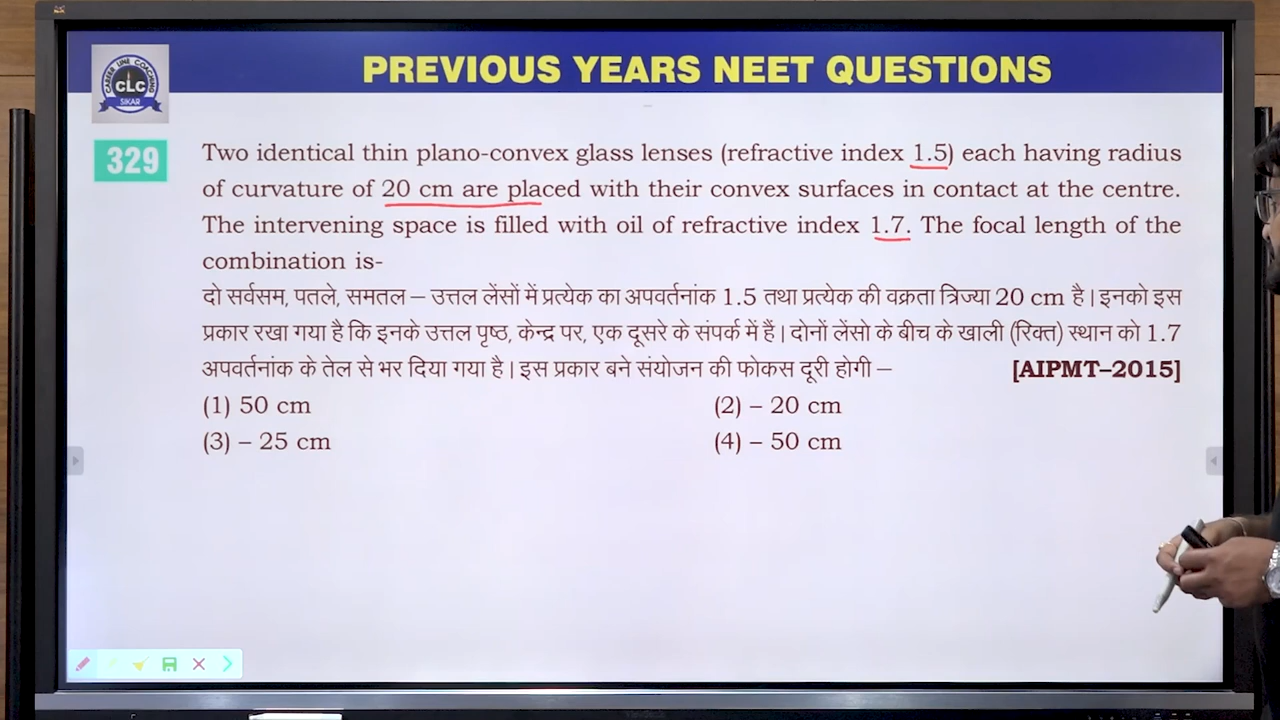 PREVIOUS YEARS NEET QUESTIONS
CAREER LINE COACHING
CLC
SIKAR
329
Two identical thin plano-convex glass lenses (refractive index 1.5) each having radius
of curvature of 20 cm are placed with their convex surfaces in contact at the centre.
The intervening space is filled with oil of refractive index 1.7. The focal length of the
combination is-
दो सर्वसम, पतले, समतल – उत्तल लेंसों में प्रत्येक का अपवर्तनांक 1.5 तथा प्रत्येक की वक्रता त्रिज्या 20 cm है। इनको इस
प्रकार रखा गया है कि इनके उत्तल पृष्ठ, केन्द्र पर, एक दूसरे के संपर्क में हैं। दोनों लेंसो के बीच के खाली (रिक्त) स्थान को 1.7
अपवर्तनांक के तेल से भर दिया गया है। इस प्रकार बने संयोजन की फोकस दूरी होगी –
[AIPMT–2015]
(1) 50 cm
(2) – 20 cm
(3) – 25 cm
(4) – 50 cm